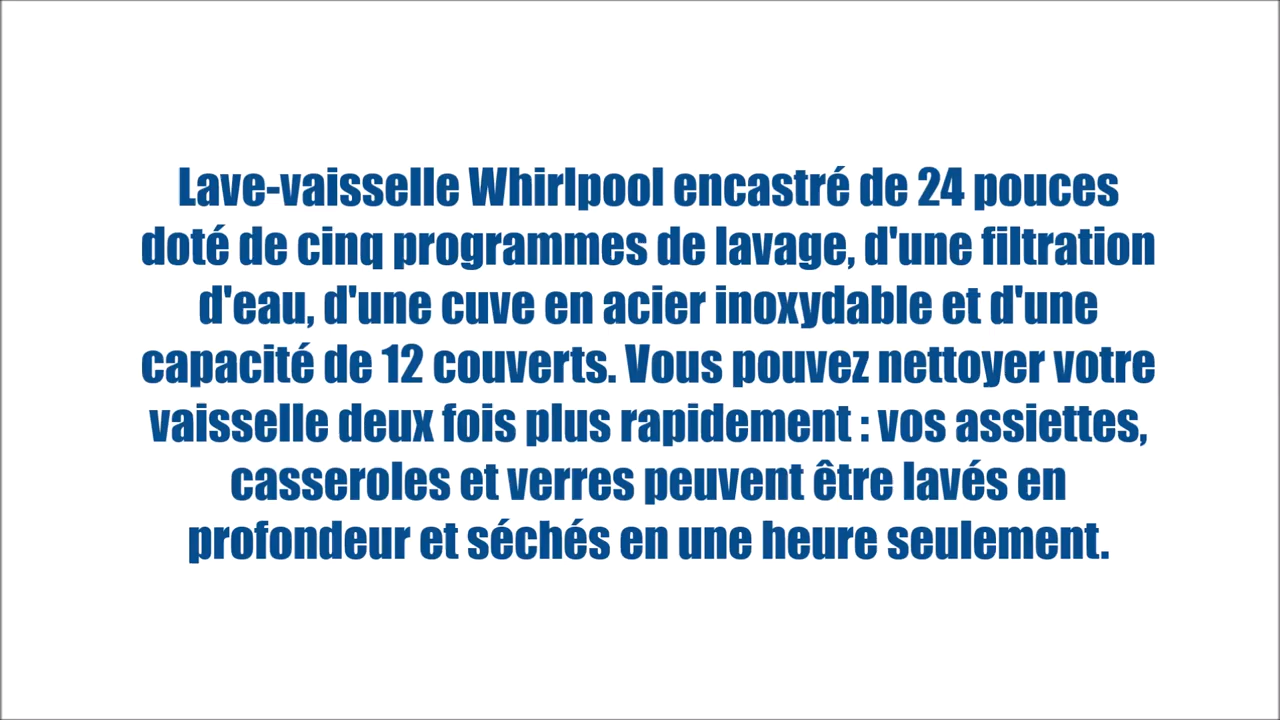 Lave-vaisselle Whirlpool encastré de 24 pouces
doté de cinq programmes de lavage, d'une filtration
d'eau, d'une cuve en acier inoxydable et d'une
capacité de 12 couverts. Vous pouvez nettoyer votre
vaisselle deux fois plus rapidement : vos assiettes,
casseroles et verres peuvent être lavés en
profondeur et séchés en une heure seulement.